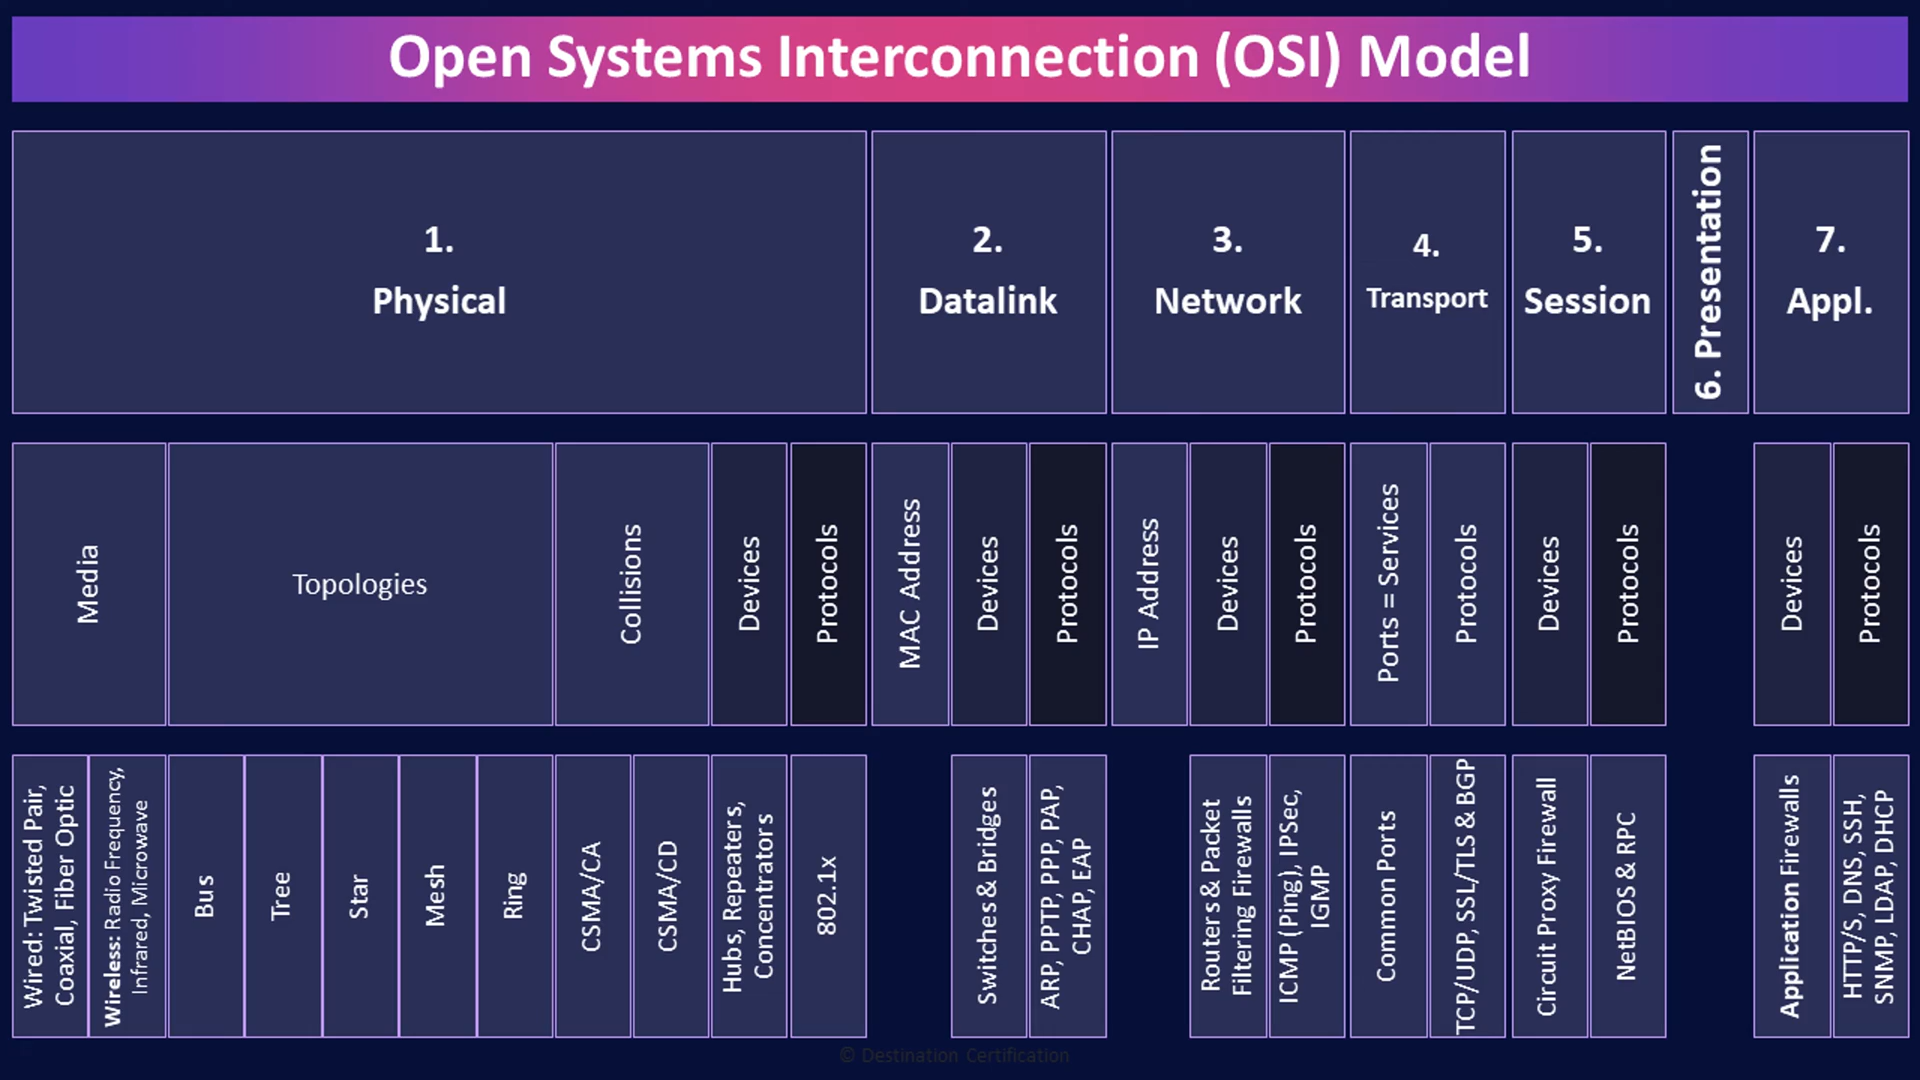 Open Systems Interconnection (OSI) Model
1.
Physical
2.
Datalink
3.
Network
4.
Transport
5.
Session
6. Presentation
7.
Appl.
Media
Topologies
Collisions
Devices
Protocols
MAC Address
Devices
Protocols
IP Address
Devices
Protocols
Ports = Services
Protocols
Devices
Protocols
Devices
Protocols
Wired: Twisted Pair,
Coaxial, Fiber Optic
Wireless: Radio Frequency,
Infrared, Microwave
Bus
Tree
Star
Mesh
Ring
CSMA/CA
CSMA/CD
Hubs, Repeaters,
Concentrators
802.1x
Switches & Bridges
ARP, PPTP, PPP, PAP,
CHAP, EAP
Routers & Packet
Filtering Firewalls
ICMP (Ping), IPSec,
IGMP
Common Ports
TCP/UDP, SSL/TLS & BGP
Circuit Proxy Firewall
NetBIOS & RPC
Application Firewalls
HTTP/S, DNS, SSH,
SNMP, LDAP, DHCP
© Destination Certification